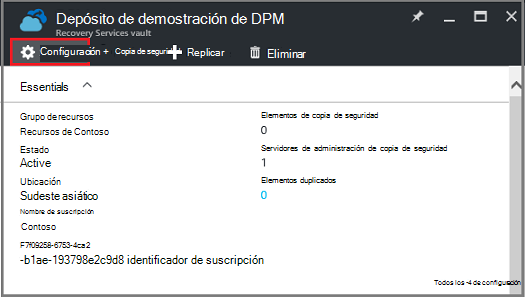 Depósito de demostración de DPM
Recovery Services vault
Configuración + Copia de seguridad Replicar Eliminar
Essentials
Grupo de recursos
Recursos de Contoso
Estado
Active
Ubicación
Sudeste asiático
Nombre de suscripción
Contoso
F7f09258-6753-4ca2
-b1ae-193798e2c9d8 identificador de suscripción
Elementos de copia de seguridad
0
Servidores de administración de copia de seguridad
1
Elementos duplicados
0
Todos los -4 de configuración